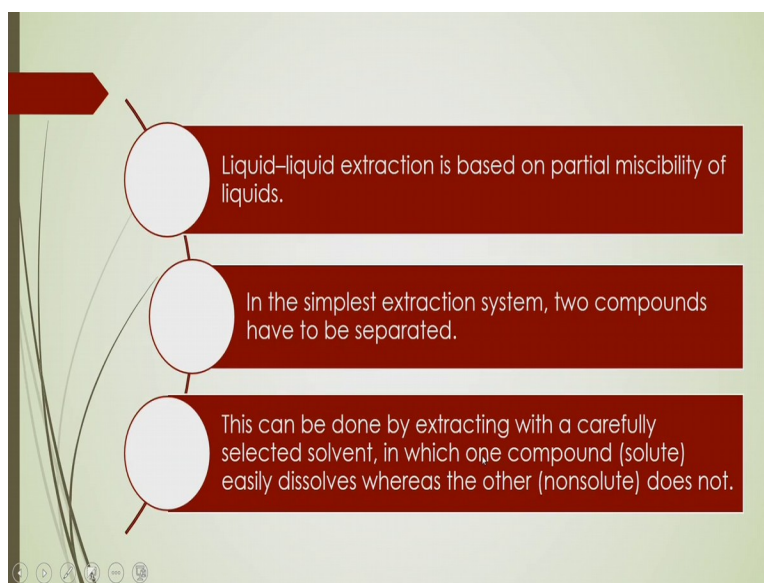 Liquid–liquid extraction is based on partial miscibility of
liquids.
In the simplest extraction system, two compounds
have to be separated.
This can be done by extracting with a carefully
selected solvent, in which one compound (solute)
easily dissolves whereas the other (nonsolute) does not.